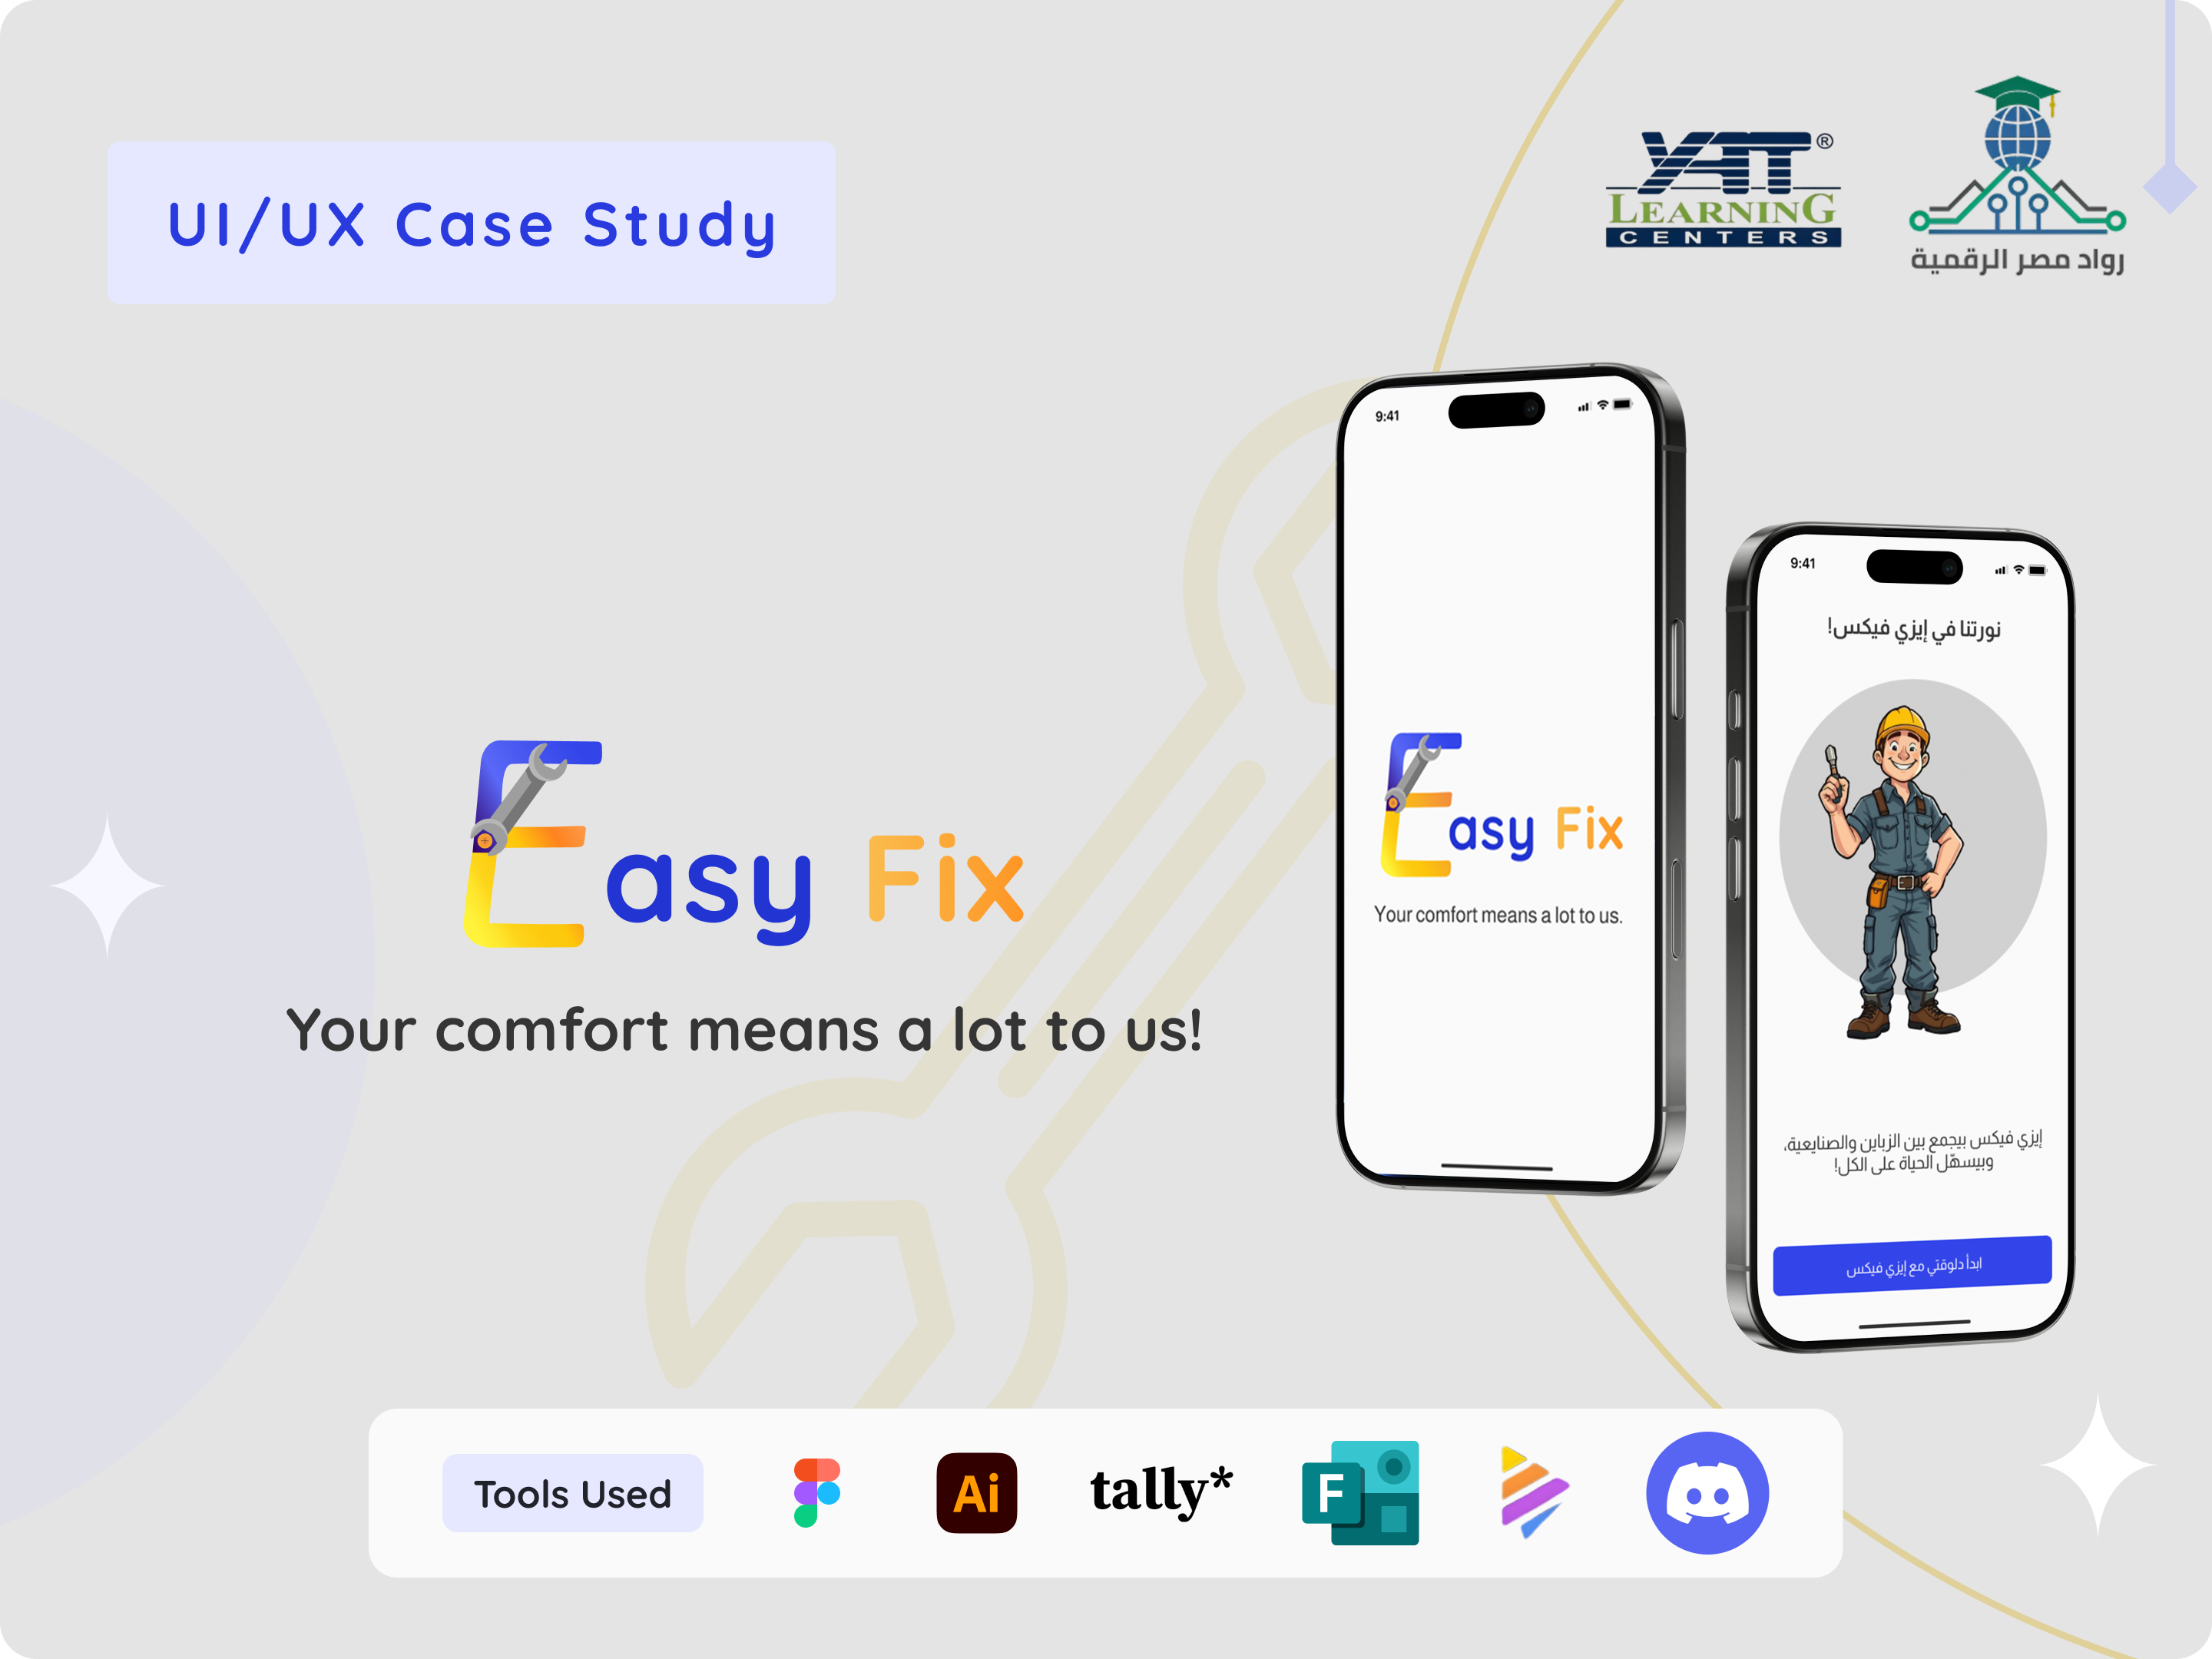 UI/UX Case Study
YAT®
LEARNING
CENTERS
رواد مصر الرقمية
Easy Fix
Your comfort means a lot to us!
9:41
Easy Fix
Your comfort means a lot to us.
9:41
نورتنا في إيزي فيكس!
إيزي فيكس بيجمع بين الزباين والصنايعية،
وبيسهّل الحياة على الكل!
ابدأ دلوقتي مع إيزي فيكس
Tools Used
Ai
tally*
F